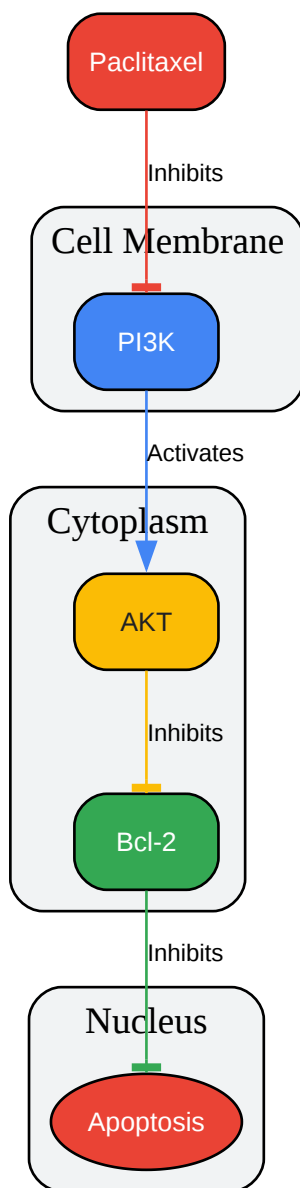 Paclitaxel
Inhibits
Cell Membrane
PI3K
Activates
Cytoplasm
AKT
Inhibits
Bcl-2
Inhibits
Nucleus
Apoptosis